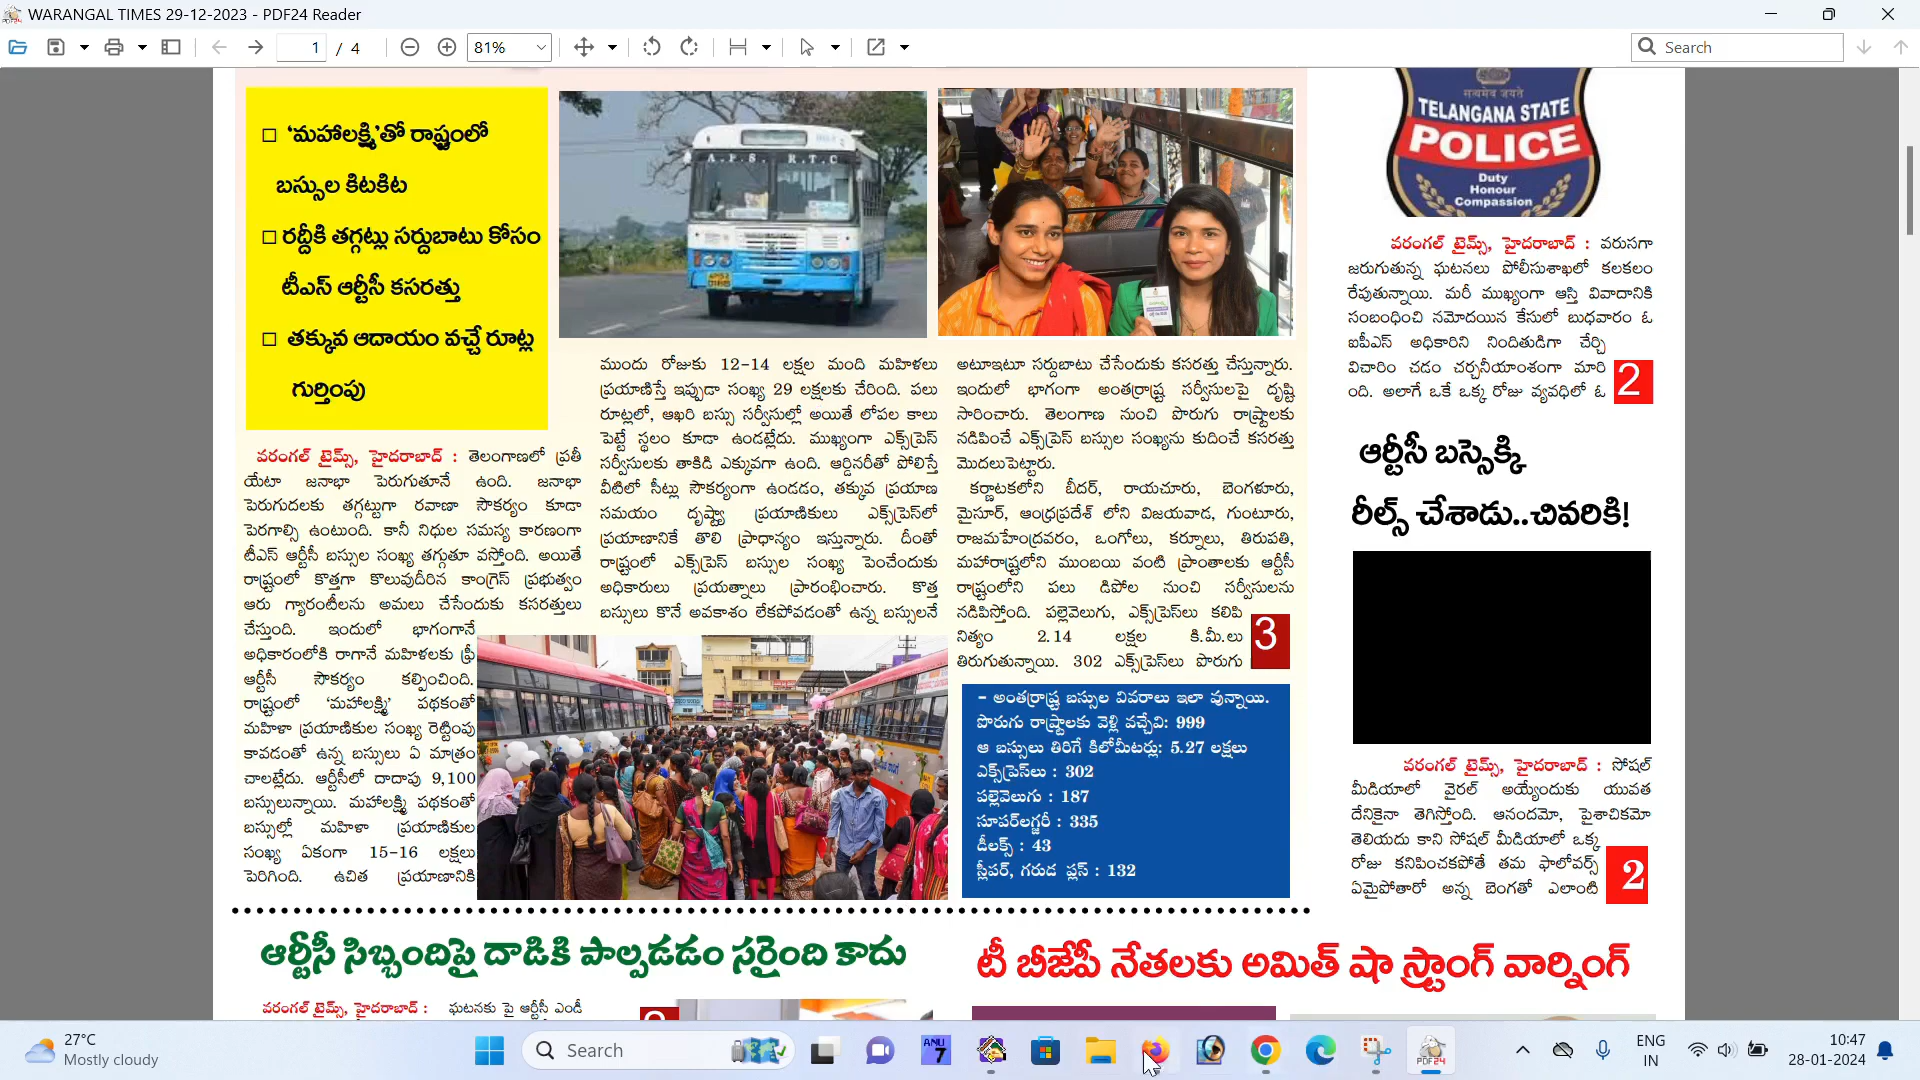 WARANGAL TIMES 29-12-2023 - PDF24 Reader
1 / 4
81%
Search
□ ‘మహాలక్ష్మి’తో రాష్ట్రంలో
బస్సుల కిటకిట
□ రద్దీకి తగ్గట్లు సర్దుబాటు కోసం
టీఎస్ ఆర్టీసీ కసరత్తు
□ తక్కువ ఆదాయం వచ్చే రూట్ల
గుర్తింపు
వరంగల్ టైమ్స్, హైదరాబాద్ : తెలంగాణలో ప్రతీ
యేటా జనాభా పెరుగుతూనే ఉంది. జనాభా
పెరుగుదలకు తగ్గట్టుగా రవాణా సౌకర్యం కూడా
పెరగాల్సి ఉంటుంది. కానీ నిధుల సమస్య కారణంగా
టీఎస్ ఆర్టీసీ బస్సుల సంఖ్య తగ్గుతూ వస్తోంది. అయితే
రాష్ట్రంలో కొత్తగా కొలువుదీరిన కాంగ్రెస్ ప్రభుత్వం
ఆరు గ్యారంటీలను అమలు చేసేందుకు కసరత్తులు
చేస్తుంది. ఇందులో భాగంగానే
అధికారంలోకి రాగానే మహిళలకు ఫ్రీ
ఆర్టీసీ సౌకర్యం కల్పించింది.
రాష్ట్రంలో ‘మహాలక్ష్మి’ పథకంతో
మహిళా ప్రయాణికుల సంఖ్య రెట్టింపు
కావడంతో ఉన్న బస్సులు ఏ మాత్రం
చాలట్లేదు. ఆర్టీసీలో దాదాపు 9,100
బస్సులున్నాయి. మహాలక్ష్మి పథకంతో
బస్సుల్లో మహిళా ప్రయాణికుల
సంఖ్య ఏకంగా 15-16 లక్షలు
పెరిగింది. ఉచిత ప్రయాణానికి
A.P.S. R.T.C
ముందు రోజుకు 12-14 లక్షల మంది మహిళలు
ప్రయాణిస్తే ఇప్పుడా సంఖ్య 29 లక్షలకు చేరింది. పలు
రూట్లలో, ఆఖరి బస్సు సర్వీసుల్లో అయితే లోపల కాలు
పెట్టే స్థలం కూడా ఉండట్లేదు. ముఖ్యంగా ఎక్స్‌ప్రెస్
సర్వీసులకు తాకిడి ఎక్కువగా ఉంది. ఆర్డినరీతో పోలిస్తే
వీటిలో సీట్లు సౌకర్యంగా ఉండడం, తక్కువ ప్రయాణ
సమయం దృష్ట్యా ప్రయాణికులు ఎక్స్‌ప్రెస్‌లో
ప్రయాణానికే తొలి ప్రాధాన్యం ఇస్తున్నారు. దీంతో
రాష్ట్రంలో ఎక్స్‌ప్రెస్ బస్సుల సంఖ్య పెంచేందుకు
అధికారులు ప్రయత్నాలు ప్రారంభించారు. కొత్త
బస్సులు కొనే అవకాశం లేకపోవడంతో ఉన్న బస్సులనే
అటూఇటూ సర్దుబాటు చేసేందుకు కసరత్తు చేస్తున్నారు.
ఇందులో భాగంగా అంతర్రాష్ట్ర సర్వీసులపై దృష్టి
సారించారు. తెలంగాణ నుంచి పొరుగు రాష్ట్రాలకు
నడిపించే ఎక్స్‌ప్రెస్ బస్సుల సంఖ్యను కుదించే కసరత్తు
మొదలుపెట్టారు.
కర్ణాటకలోని బీదర్, రాయచూరు, బెంగళూరు,
మైసూర్, ఆంధ్రప్రదేశ్ లోని విజయవాడ, గుంటూరు,
రాజమహేంద్రవరం, ఒంగోలు, కర్నూలు, తిరుపతి,
మహారాష్ట్రలోని ముంబయి వంటి ప్రాంతాలకు ఆర్టీసీ
రాష్ట్రంలోని పలు డిపోల నుంచి సర్వీసులను
నడిపిస్తోంది. పల్లెవెలుగు, ఎక్స్‌ప్రెస్‌లు కలిపి
నిత్యం 2.14 లక్షల కి.మీ.లు
తిరుగుతున్నాయి. 302 ఎక్స్‌ప్రెస్‌లు పొరుగు
3
- అంతర్రాష్ట్ర బస్సుల వివరాలు ఇలా వున్నాయి.
పొరుగు రాష్ట్రాలకు వెళ్లి వచ్చేవి: 999
ఆ బస్సులు తిరిగే కిలోమీటర్లు: 5.27 లక్షలు
ఎక్స్‌ప్రెస్‌లు : 302
పల్లెవెలుగు : 187
సూపర్‌లగ్జరీ : 335
డీలక్స్ : 43
స్లీపర్, గరుడ ప్లస్ : 132
सत्यमेव जयते
TELANGANA STATE
POLICE
Duty
Honour
Compassion
వరంగల్ టైమ్స్, హైదరాబాద్ : వరుసగా
జరుగుతున్న ఘటనలు పోలీసుశాఖలో కలకలం
రేపుతున్నాయి. మరీ ముఖ్యంగా ఆస్తి వివాదానికి
సంబంధించి నమోదయిన కేసులో బుధవారం ఓ
ఐపీఎస్ అధికారిని నిందితుడిగా చేర్చి
విచారిం చడం చర్చనీయాంశంగా మారి
ంది. అలాగే ఒకే ఒక్క రోజు వ్యవధిలో ఓ
2
ఆర్టీసీ బస్సెక్కి
రీల్స్ చేశాడు..చివరికి!
వరంగల్ టైమ్స్, హైదరాబాద్ : సోషల్
మీడియాలో వైరల్ అయ్యేందుకు యువత
దేనికైనా తెగిస్తోంది. ఆనందమో, పైశాచికమో
తెలియదు కాని సోషల్ మీడియాలో ఒక్క
రోజు కనిపించకపోతే తమ ఫాలోవర్స్
ఏమైపోతారో అన్న బెంగతో ఎలాంటి
2
ఆర్టీసీ సిబ్బందిపై దాడికి పాల్పడడం సరైంది కాదు
టీ బీజేపీ నేతలకు అమిత్ షా స్ట్రాంగ్ వార్నింగ్
వరంగల్ టైమ్స్, హైదరాబాద్ : ఘటనకు పై ఆర్టీసీ ఎండీ
27°C
Mostly cloudy
Search
ANU
7
PDF24
ENG
IN
10:47
28-01-2024